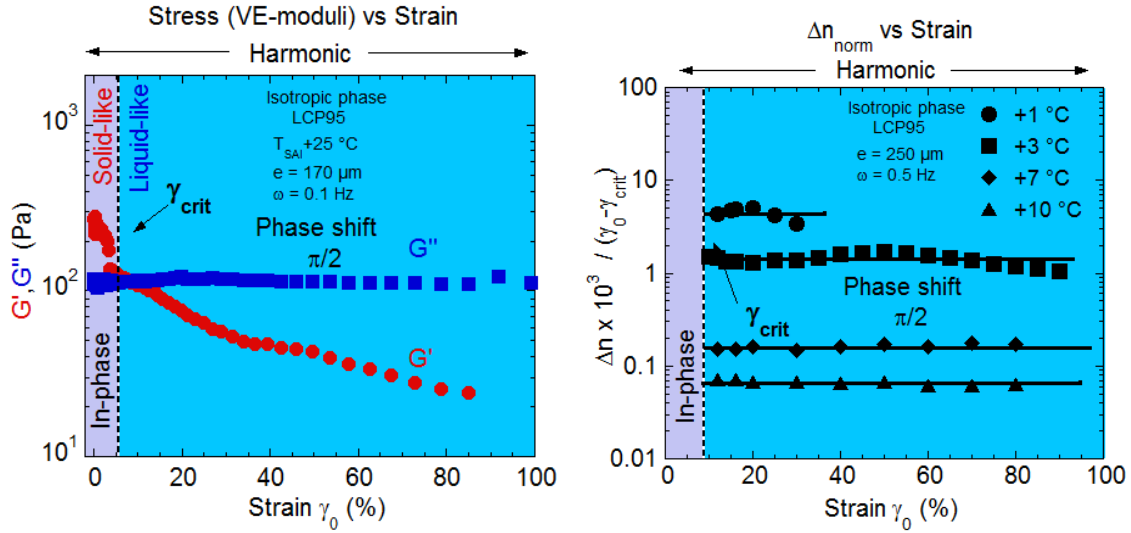 Stress (VE-moduli) vs Strain
Harmonic
Solid-like
Liquid-like
Isotropic phase
LCP95
T_SAI+25 °C
e = 170 µm
ω = 0.1 Hz
γ_crit
Phase shift
π/2
G''
G'
In-phase
G',G'' (Pa)
10^3
10^2
10^1
0 20 40 60 80 100
Strain γ_0 (%)
Δn_norm vs Strain
Harmonic
Isotropic phase
LCP95
e = 250 µm
ω = 0.5 Hz
+1 °C
+3 °C
+7 °C
+10 °C
Phase shift
π/2
γ_crit
In-phase
Δn x 10^3 / (γ_0-γ_crit)
100
10
1
0.1
0.01
0 20 40 60 80 100
Strain γ_0 (%)